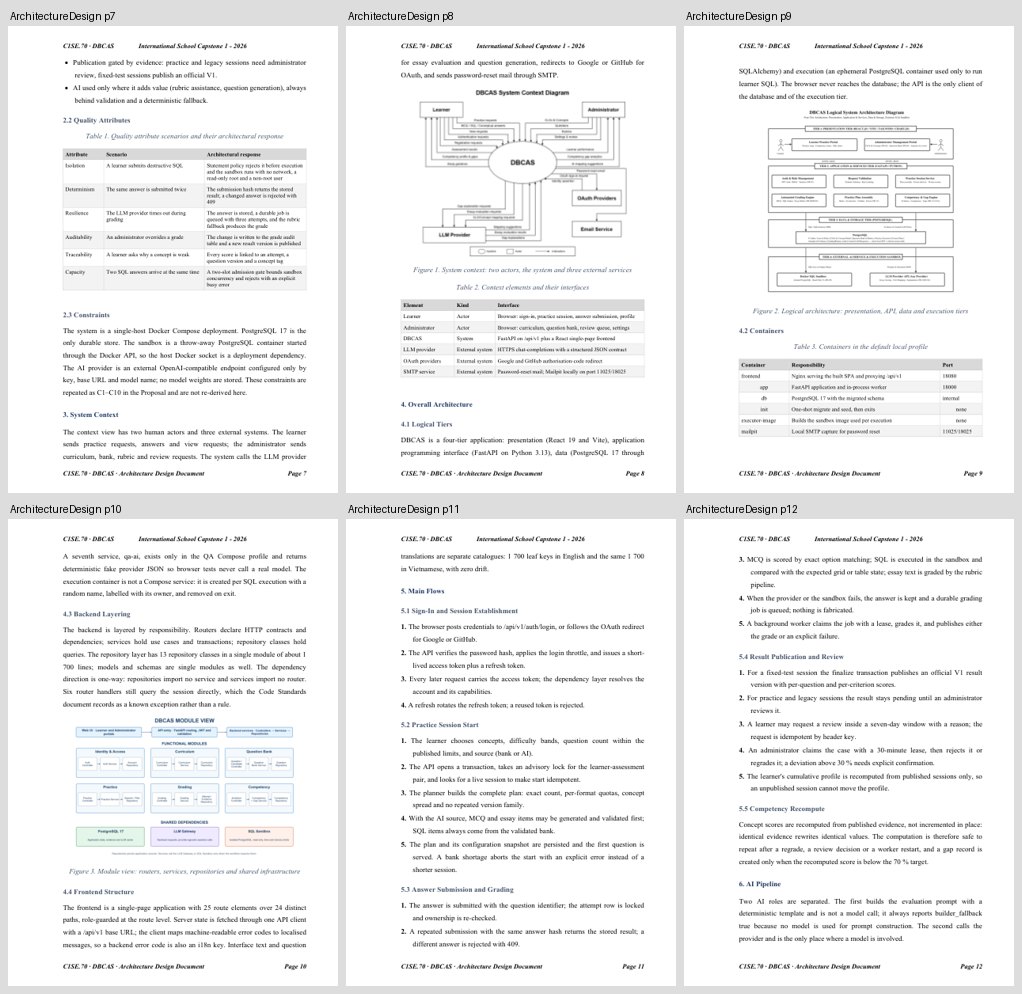 ArchitectureDesign p7
CISE.70 - DBCAS International School Capstone 1 - 2026
• Publication gated by evidence: practice and legacy sessions need administrator
review, fixed-test sessions publish an official V1.
• AI used only where it adds value (rubric assistance, question generation), always
behind validation and a deterministic fallback.
2.2 Quality Attributes
Table 1. Quality attribute scenarios and their architectural response
Attribute Scenario Architectural response
Isolation A learner submits destructive SQL Statement policy rejects it before execution
and the sandbox runs with no network, a
read-only root and a non-root user
Determinism The same answer is submitted twice The submission hash returns the stored
result; a changed answer is rejected with
409
Resilience The LLM provider times out during The answer is stored, a durable job is
grading queued with three attempts, and the rubric
fallback produces the grade
Auditability An administrator overrides a grade The change is written to the grade audit
table and a new result version is published
Traceability A learner asks why a concept is weak Every score is linked to an attempt, a
question version and a concept tag
Capacity Two SQL answers arrive at the same time A two-slot admission gate bounds sandbox
concurrency and rejects with an explicit
busy error
2.3 Constraints
The system is a single-host Docker Compose deployment. PostgreSQL 17 is the
only durable store. The sandbox is a throw-away PostgreSQL container started
through the Docker API, so the host Docker socket is a deployment dependency.
The AI provider is an external OpenAI-compatible endpoint configured only by
key, base URL and model name; no model weights are stored. These constraints are
repeated as C1–C10 in the Proposal and are not re-derived here.
3. System Context
The context view has two human actors and three external systems. The learner
sends practice requests, answers and view requests; the administrator sends
curriculum, bank, rubric and review requests. The system calls the LLM provider
CISE.70 · DBCAS - Architecture Design Document Page 7
ArchitectureDesign p8
CISE.70 - DBCAS International School Capstone 1 - 2026
for essay evaluation and question generation, redirects to Google or GitHub for
OAuth, and sends password-reset mail through SMTP.
DBCAS System Context Diagram
Learner
Administrator
DBCAS
OAuth Providers
LLM Provider
Email Service
Figure 1. System context: two actors, the system and three external services
Table 2. Context elements and their interfaces
Element Kind Interface
Learner Actor Browser: sign-in, practice session, answer submission, profile
Administrator Actor Browser: curriculum, question bank, review queue, settings
DBCAS System FastAPI on /api/v1 plus a React single-page frontend
LLM provider External system HTTPS chat-completions with a structured JSON contract
OAuth providers External system Google and GitHub authorisation-code redirect
SMTP service External system Password-reset mail; Mailpit locally on port 11025/18025
4. Overall Architecture
4.1 Logical Tiers
DBCAS is a four-tier application: presentation (React 19 and Vite), application
programming interface (FastAPI on Python 3.13), data (PostgreSQL 17 through
CISE.70 · DBCAS - Architecture Design Document Page 8
ArchitectureDesign p9
CISE.70 - DBCAS International School Capstone 1 - 2026
SQLAlchemy) and execution (an ephemeral PostgreSQL container used only to run
learner SQL). The browser never reaches the database; the API is the only client of
the database and of the execution tier.
DBCAS Logical System Architecture Diagram
Figure 2. Logical architecture: presentation, API, data and execution tiers
4.2 Containers
Table 3. Containers in the default local profile
Container Responsibility Port
frontend Nginx serving the built SPA and proxying /api/v1 18080
app FastAPI application and in-process worker 18000
db PostgreSQL 17 with the migrated schema internal
init One-shot migrate and seed, then exits none
executor-image Builds the sandbox image used per execution none
mailpit Local SMTP capture for password reset 11025/18025
CISE.70 · DBCAS - Architecture Design Document Page 9
ArchitectureDesign p10
CISE.70 - DBCAS International School Capstone 1 - 2026
A seventh service, qa-ai, exists only in the QA Compose profile and returns
deterministic fake provider JSON so browser tests never call a real model. The
execution container is not a Compose service: it is created per SQL execution with a
random name, labelled with its owner, and removed on exit.
4.3 Backend Layering
The backend is layered by responsibility. Routers declare HTTP contracts and
dependencies; services hold use cases and transactions; repository classes hold
queries. The repository layer has 13 repository classes in a single module of about 1
700 lines; models and schemas are single modules as well. The dependency
direction is one-way: repositories import no service and services import no router.
Six router handlers still query the session directly, which the Code Standards
document records as a known exception rather than a rule.
DBCAS MODULE VIEW
FUNCTIONAL MODULES
Identity & Access Curriculum Question Bank
Practice Grading Competency
SHARED DEPENDENCIES
PostgreSQL 17 LLM Gateway SQL Sandbox
Figure 3. Module view: routers, services, repositories and shared infrastructure
4.4 Frontend Structure
The frontend is a single-page application with 25 route elements over 24 distinct
paths, role-guarded at the route level. Server state is fetched through one API client
with a /api/v1 base URL; the client maps machine-readable error codes to localised
messages, so a backend error code is also an i18n key. Interface text and question
CISE.70 · DBCAS - Architecture Design Document Page 10
ArchitectureDesign p11
CISE.70 - DBCAS International School Capstone 1 - 2026
translations are separate catalogues: 1 700 leaf keys in English and the same 1 700
in Vietnamese, with zero drift.
5. Main Flows
5.1 Sign-In and Session Establishment
1. The browser posts credentials to /api/v1/auth/login, or follows the OAuth redirect
for Google or GitHub.
2. The API verifies the password hash, applies the login throttle, and issues a short-
lived access token plus a refresh token.
3. Every later request carries the access token; the dependency layer resolves the
account and its capabilities.
4. A refresh rotates the refresh token; a reused token is rejected.
5.2 Practice Session Start
1. The learner chooses concepts, difficulty bands, question count within the
published limits, and source (bank or AI).
2. The API opens a transaction, takes an advisory lock for the learner-assessment
pair, and looks for a live session to make start idempotent.
3. The planner builds the complete plan: exact count, per-format quotas, concept
spread and no repeated version family.
4. With the AI source, MCQ and essay items may be generated and validated first;
SQL items always come from the validated bank.
5. The plan and its configuration snapshot are persisted and the first question is
served. A bank shortage aborts the start with an explicit error instead of a
shorter session.
5.3 Answer Submission and Grading
1. The answer is submitted with the question identifier; the attempt row is locked
and ownership is re-checked.
2. A repeated submission with the same answer hash returns the stored result; a
different answer is rejected with 409.
CISE.70 · DBCAS - Architecture Design Document Page 11
ArchitectureDesign p12
CISE.70 - DBCAS International School Capstone 1 - 2026
3. MCQ is scored by exact option matching; SQL is executed in the sandbox and
compared with the expected grid or table state; essay text is graded by the rubric
pipeline.
4. When the provider or the sandbox fails, the answer is kept and a durable grading
job is queued; nothing is fabricated.
5. A background worker claims the job with a lease, grades it, and publishes either
the grade or an explicit failure.
5.4 Result Publication and Review
1. For a fixed-test session the finalize transaction publishes an official V1 result
version with per-question and per-criterion scores.
2. For practice and legacy sessions the result stays pending until an administrator
reviews it.
3. A learner may request a review inside a seven-day window with a reason; the
request is idempotent by header key.
4. An administrator claims the case with a 30-minute lease, then rejects it or
regrades it; a deviation above 30 % needs explicit confirmation.
5. The learner's cumulative profile is recomputed from published sessions only, so
an unpublished session cannot move the profile.
5.5 Competency Recompute
Concept scores are recomputed from published evidence, not incremented in place:
identical evidence rewrites identical values. The computation is therefore safe to
repeat after a regrade, a review decision or a worker restart, and a gap record is
created only when the recomputed score is below the 70 % target.
6. AI Pipeline
Two AI roles are separated. The first builds the evaluation prompt with a
deterministic template and is not a model call; it always reports builder_fallback
true because no model is used for prompt construction. The second calls the
provider and is the only place where a model is involved.
CISE.70 · DBCAS - Architecture Design Document Page 12